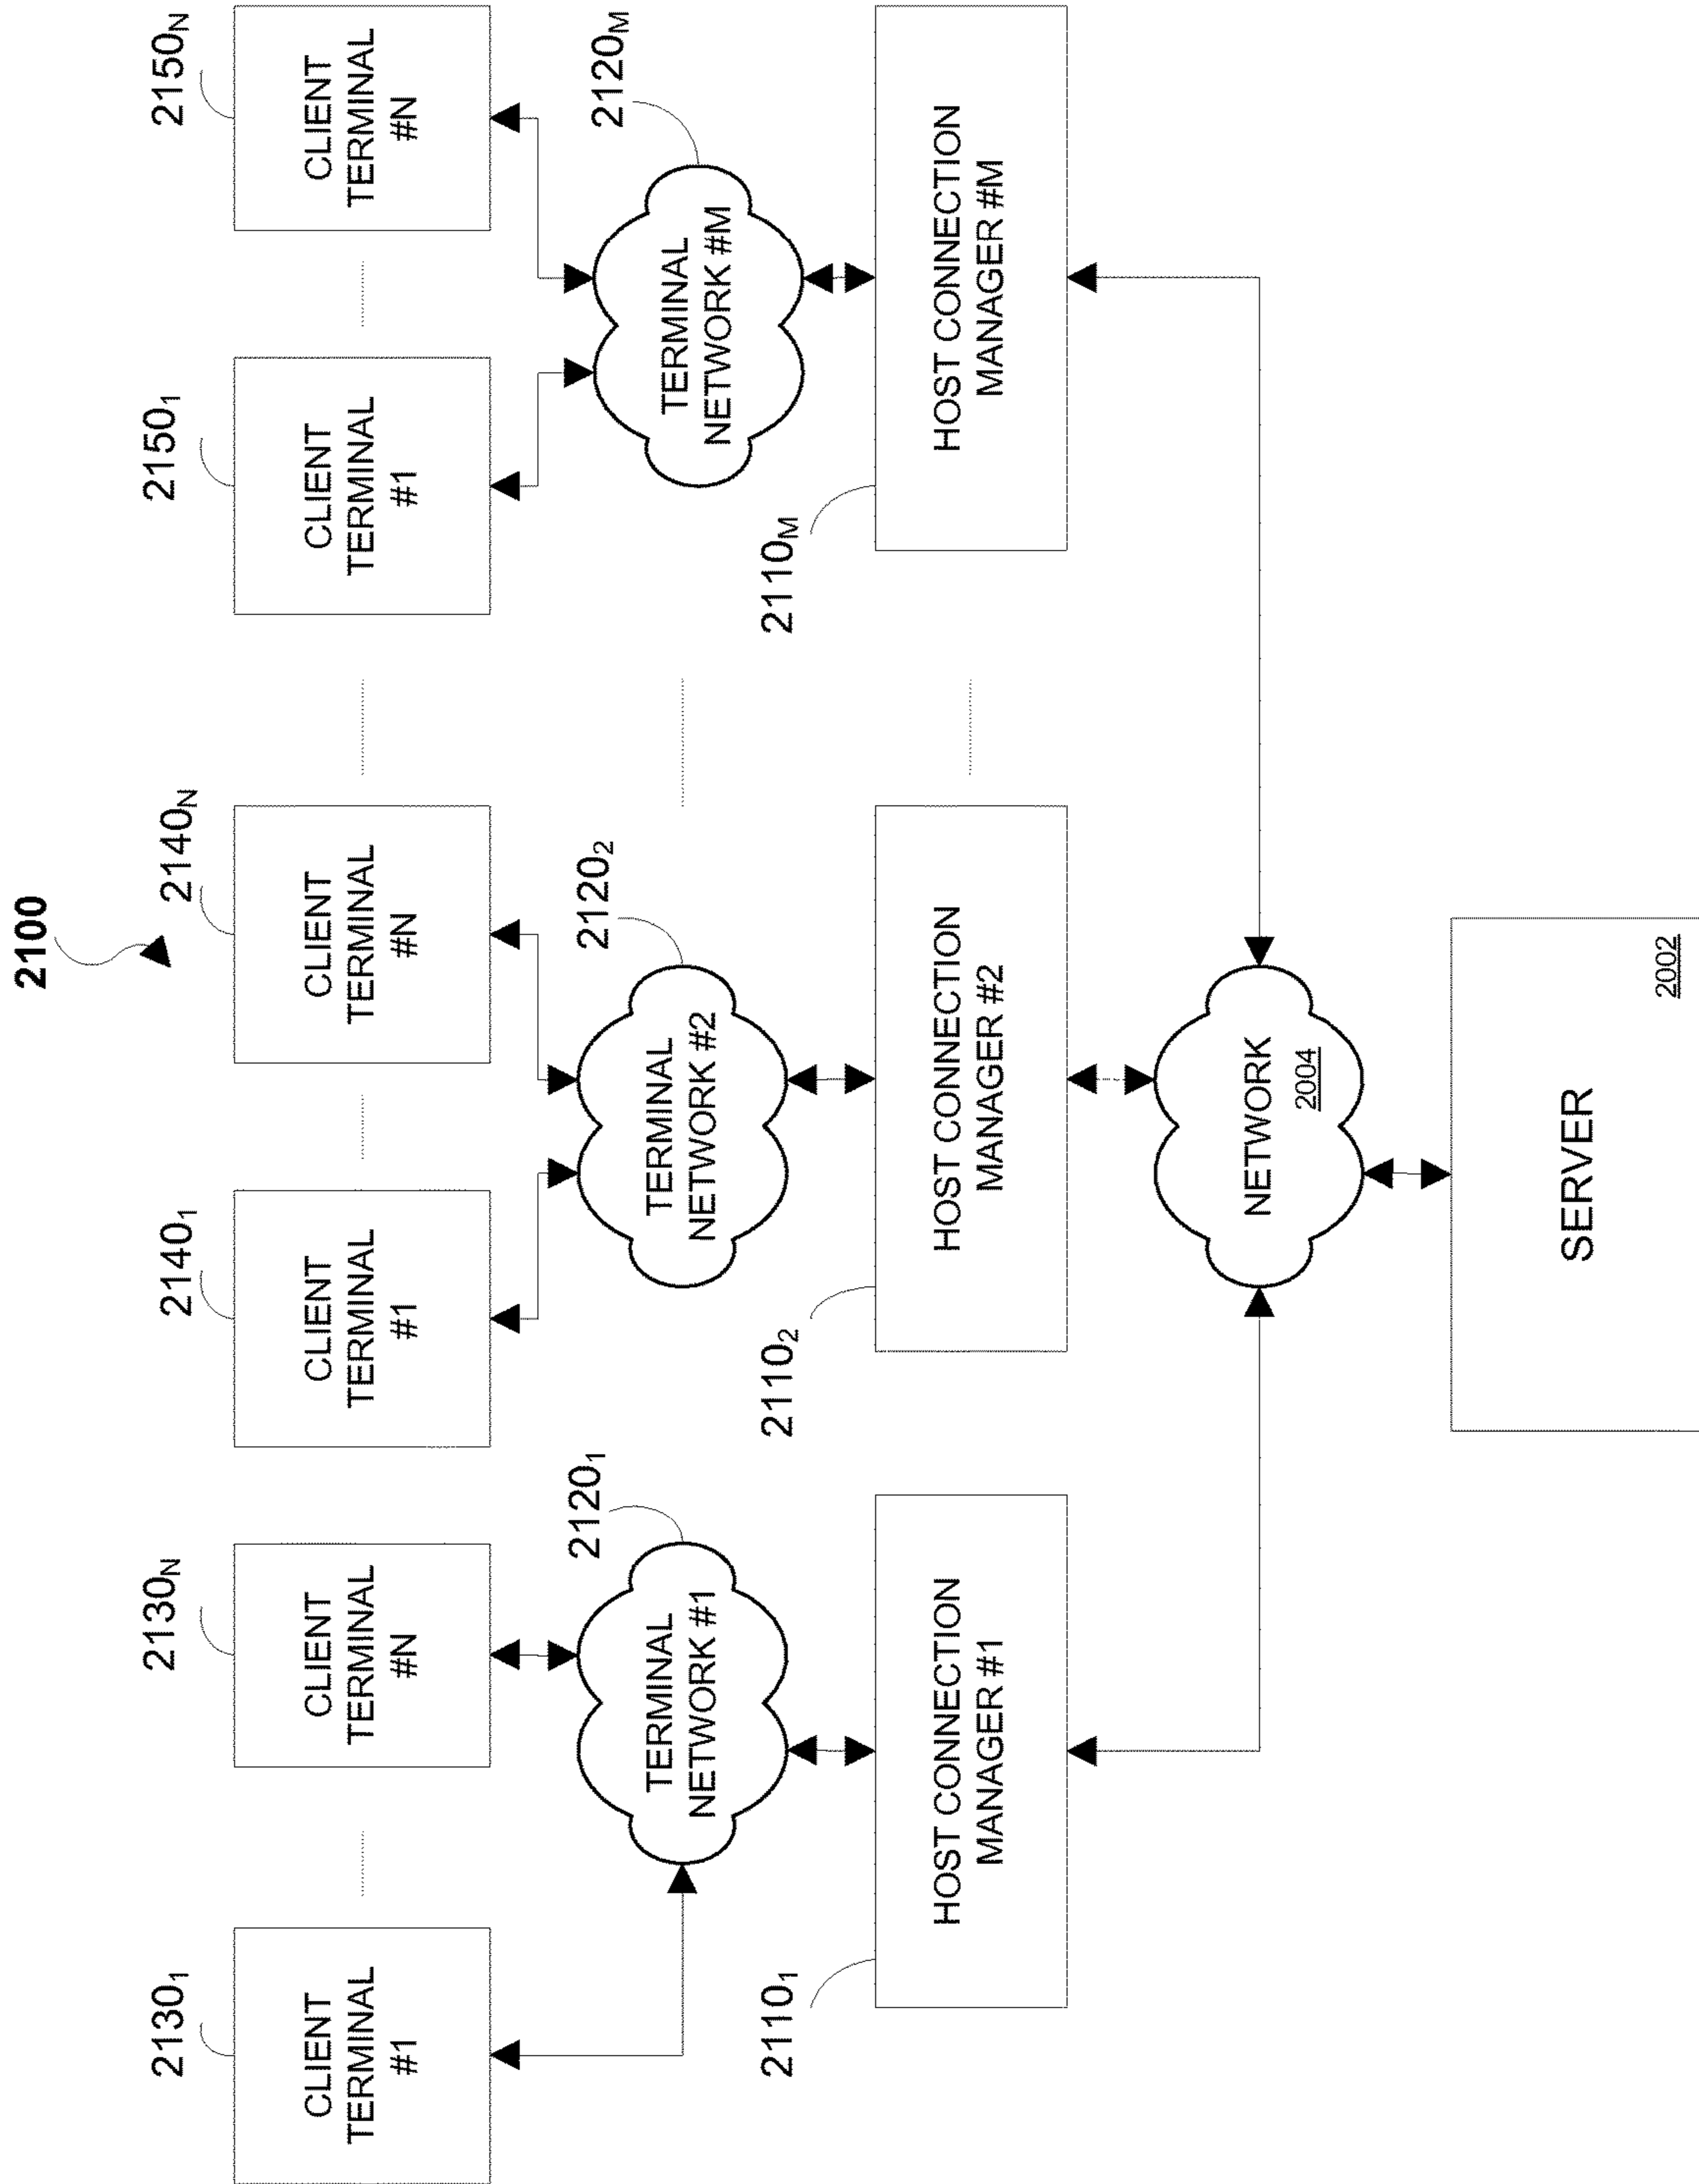 2100
2130₁
2130N
2140₁
2140N
2150₁
2150N
CLIENT
TERMINAL
#1
CLIENT
TERMINAL
#N
CLIENT
TERMINAL
#1
CLIENT
TERMINAL
#N
CLIENT
TERMINAL
#1
CLIENT
TERMINAL
#N
2120₁
2120₂
2120M
TERMINAL
NETWORK #1
TERMINAL
NETWORK #2
TERMINAL
NETWORK #M
2110₁
2110₂
2110M
HOST CONNECTION
MANAGER #1
HOST CONNECTION
MANAGER #2
HOST CONNECTION
MANAGER #M
NETWORK
2004
SERVER
2002